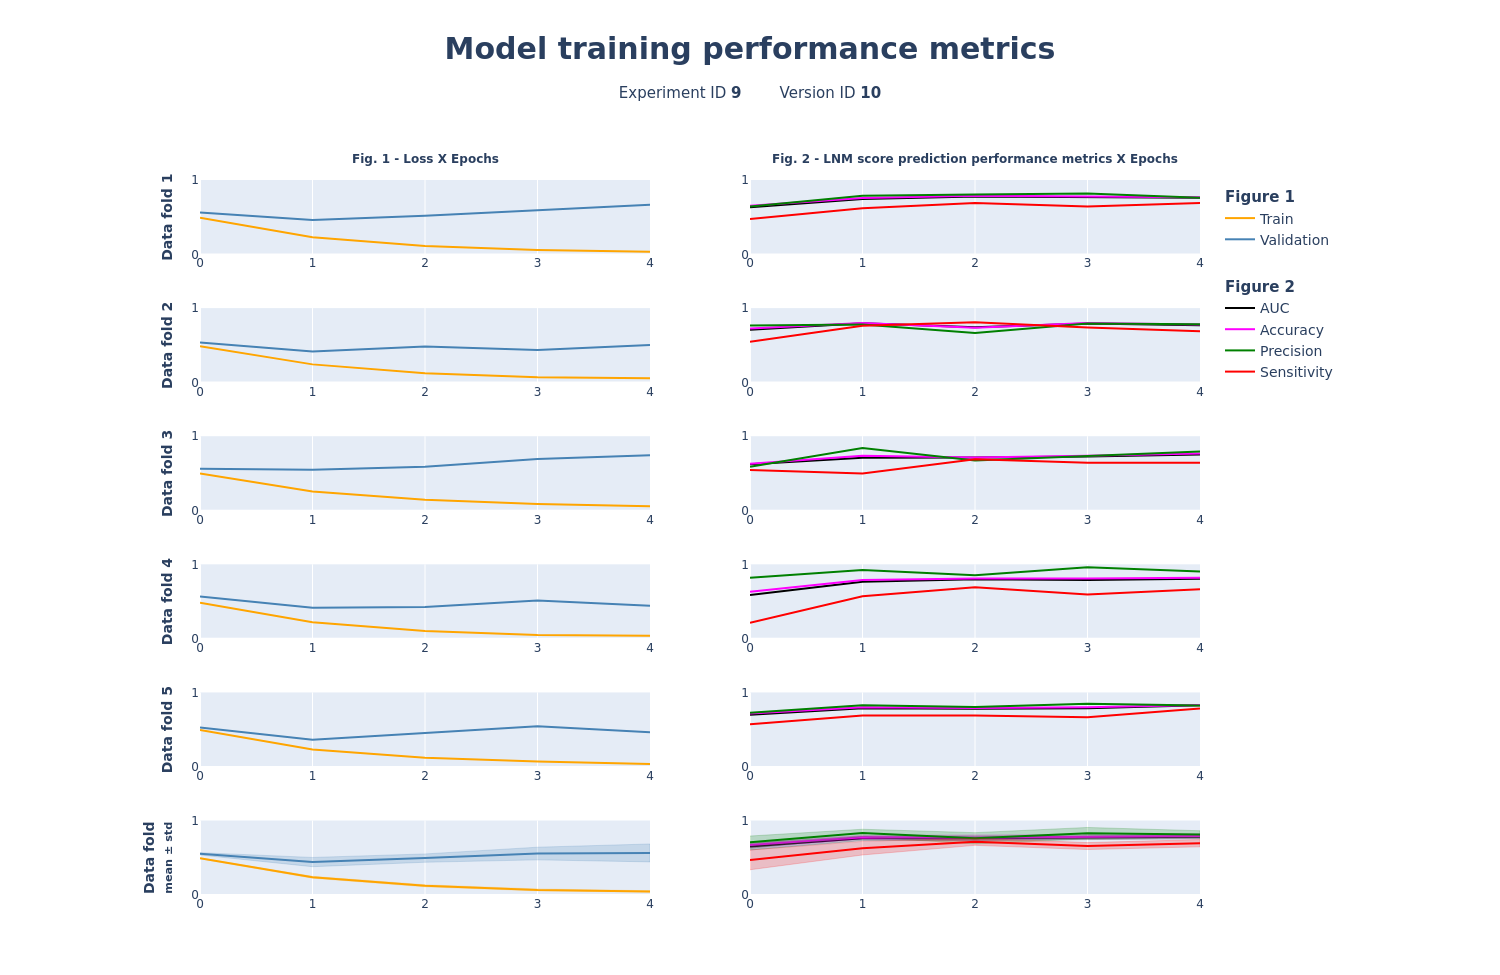 Model training performance metrics
Experiment ID 9 Version ID 10
Fig. 1 - Loss X Epochs
Fig. 2 - LNM score prediction performance metrics X Epochs
Data fold 1
1
0
0 1 2 3 4
1
0
0 1 2 3 4
Data fold 2
1
0
0 1 2 3 4
1
0
0 1 2 3 4
Data fold 3
1
0
0 1 2 3 4
1
0
0 1 2 3 4
Data fold 4
1
0
0 1 2 3 4
1
0
0 1 2 3 4
Data fold 5
1
0
0 1 2 3 4
1
0
0 1 2 3 4
Data fold
mean ± std
1
0
0 1 2 3 4
1
0
0 1 2 3 4
Figure 1
Train
Validation
Figure 2
AUC
Accuracy
Precision
Sensitivity